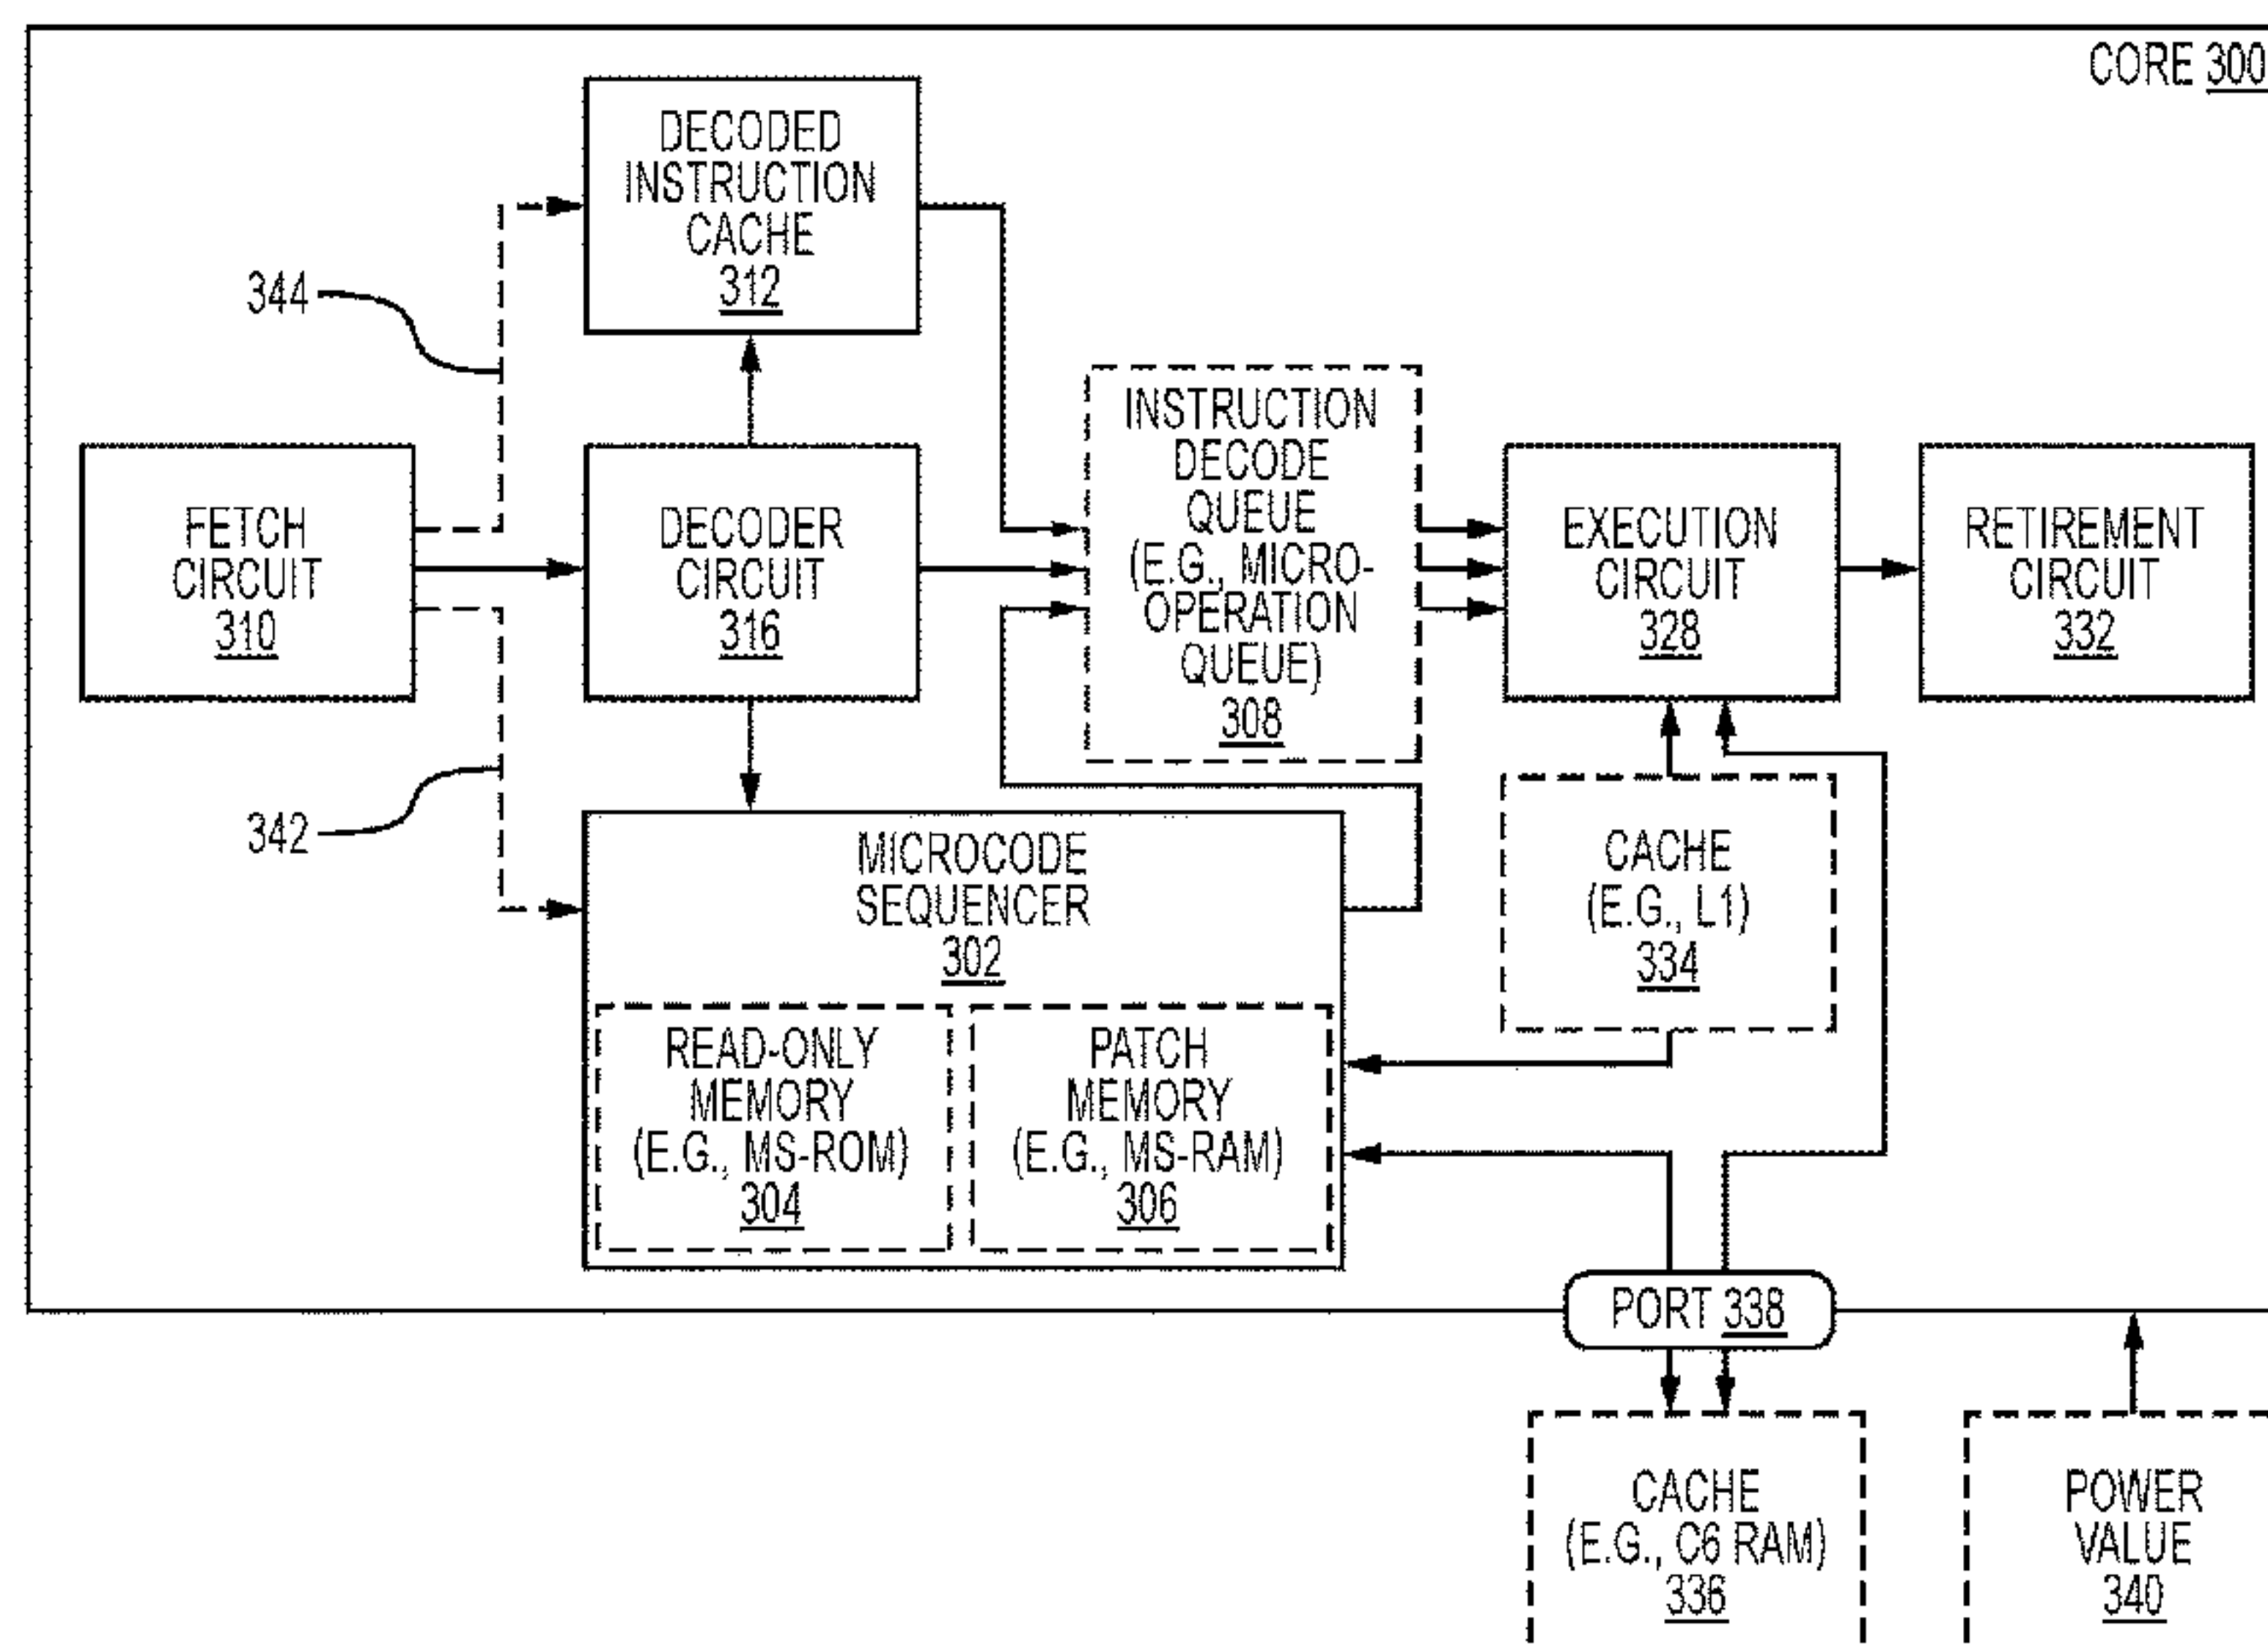 CORE 300
DECODED
INSTRUCTION
CACHE
312
344
FETCH
CIRCUIT
310
DECODER
CIRCUIT
316
INSTRUCTION
DECODE
QUEUE
(E.G., MICRO-
OPERATION
QUEUE)
308
EXECUTION
CIRCUIT
328
RETIREMENT
CIRCUIT
332
342
MICROCODE
SEQUENCER
302
READ-ONLY
MEMORY
(E.G., MS-ROM)
304
PATCH
MEMORY
(E.G., MS-RAM)
306
CACHE
(E.G., L1)
334
PORT 338
CACHE
(E.G., C6 RAM)
336
POWER
VALUE
340